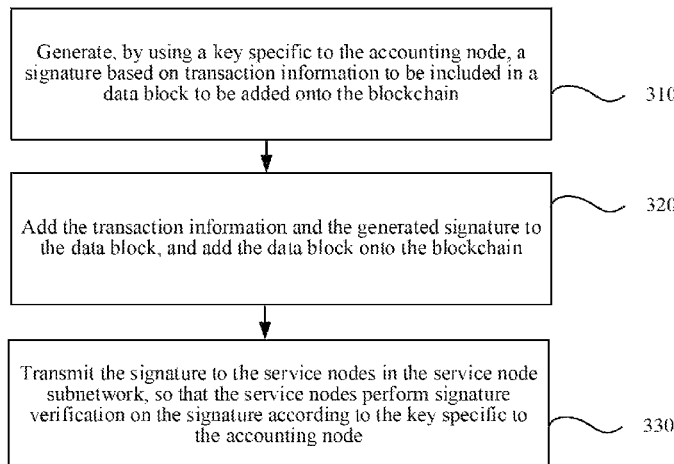 Generate, by using a key specific to the accounting node, a
signature based on transaction information to be included in a
data block to be added onto the blockchain
310
Add the transaction information and the generated signature to
the data block, and add the data block onto the blockchain
320
Transmit the signature to the service nodes in the service node
subnetwork, so that the service nodes perform signature
verification on the signature according to the key specific to
the accounting node
330